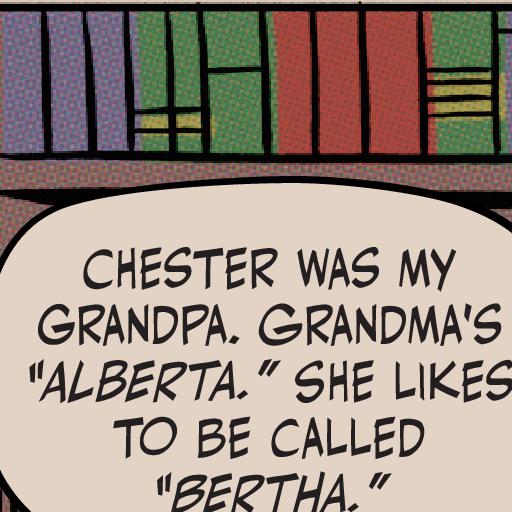 CHESTER WAS MY
GRANDPA. GRANDMA'S
"ALBERTA." SHE LIKES
TO BE CALLED
"BERTHA."